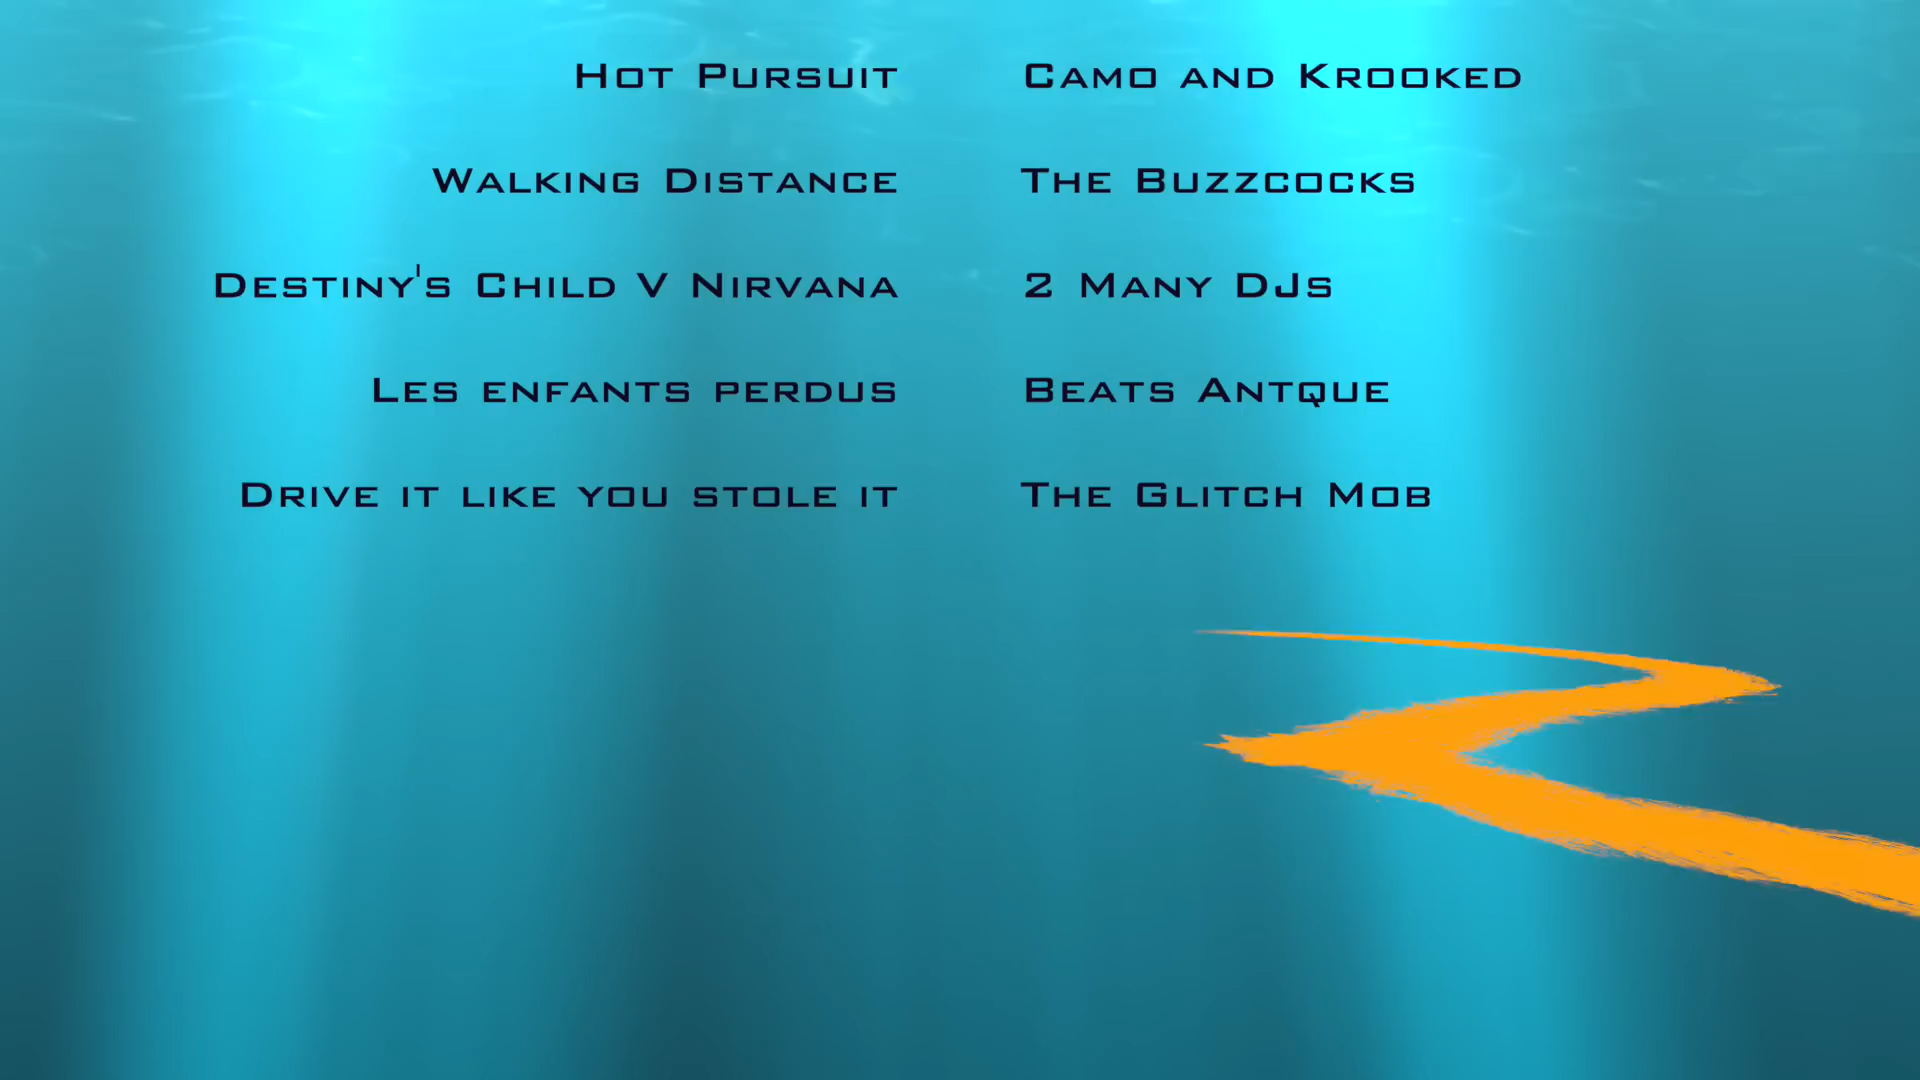 Hot Pursuit Camo and Krooked
Walking Distance The Buzzcocks
Destiny's Child V Nirvana 2 Many DJs
Les enfants perdus Beats Antque
Drive it like you stole it The Glitch Mob